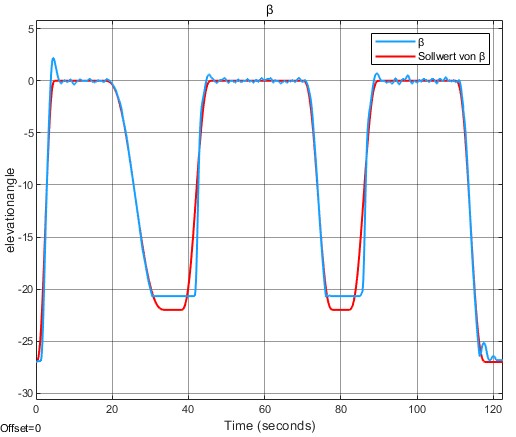 β
5
β
Sollwert von β
0
-5
-10
elevationangle
-15
-20
-25
-30
0 20 40 60 80 100 120
Time (seconds)
Offset=0